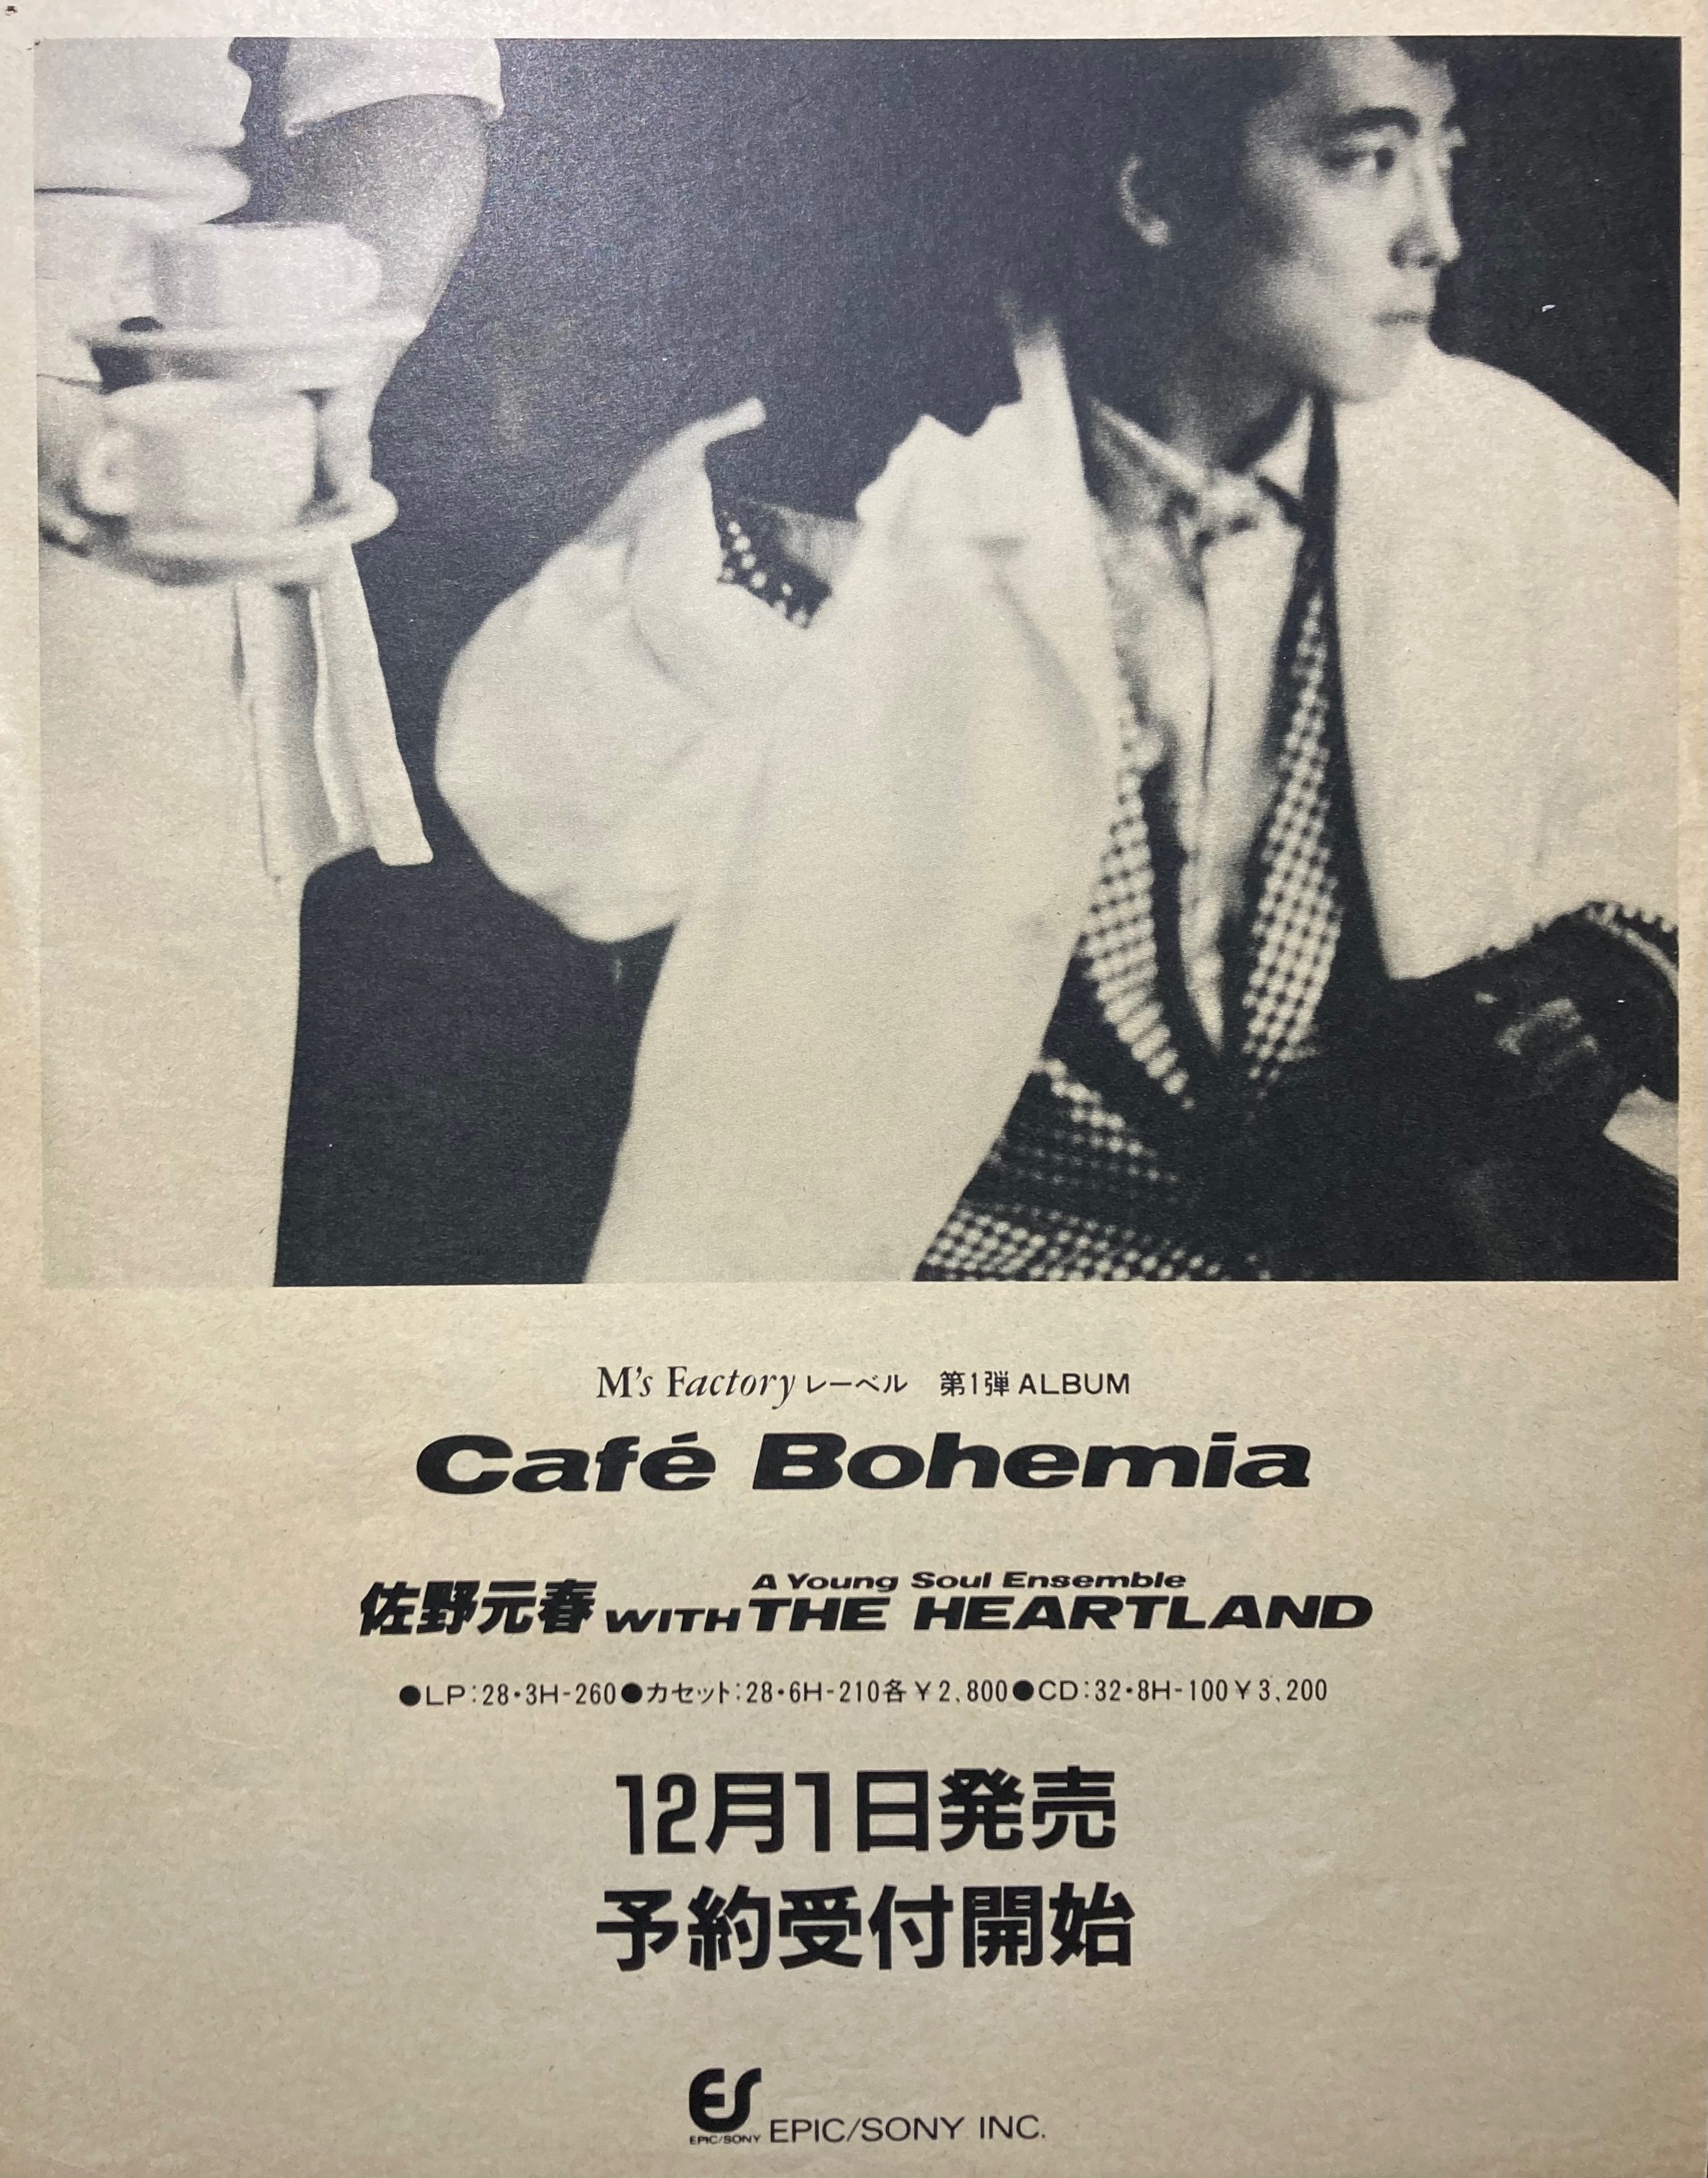 M's Factory レーベル 第1弾 ALBUM
Café Bohemia
A Young Soul Ensemble
佐野元春 WITH THE HEARTLAND
●LP:28・3H-260●カセット:28・6H-210各￥2,800●CD:32・8H-100￥3,200
12月1日発売
予約受付開始
ES
EPIC/SONY EPIC/SONY INC.